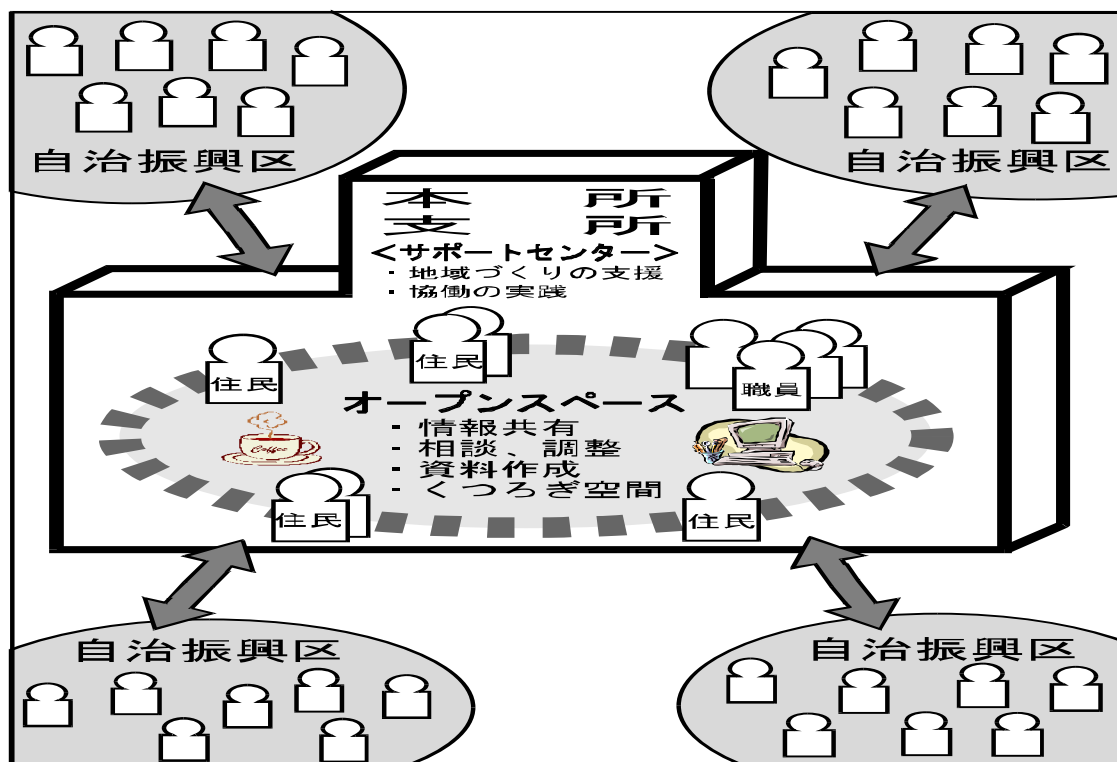 自治振興区
自治振興区
本　所
支　所
<サポートセンター>
・地域づくりの支援
・協働の実践
住民
住民
職員
オープンスペース
・情報共有
・相談、調整
・資料作成
・くつろぎ空間
Coffee
住民
住民
自治振興区
自治振興区